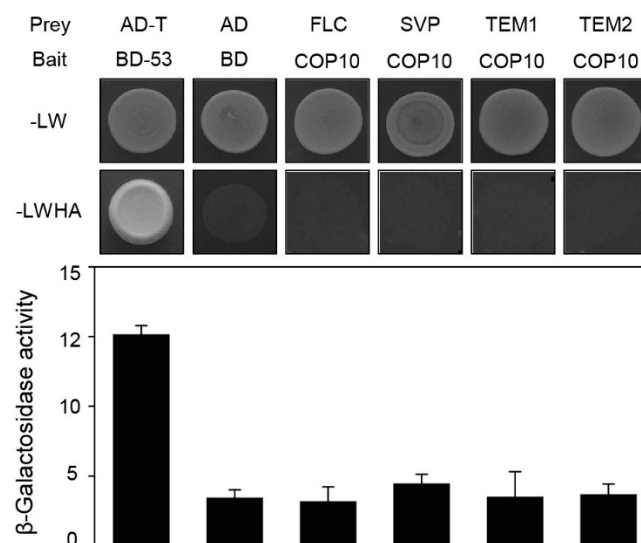 Prey AD-T AD FLC SVP TEM1 TEM2
Bait BD-53 BD COP10 COP10 COP10 COP10
-LW
-LWHA
β-Galactosidase activity
15
12
10
5
0